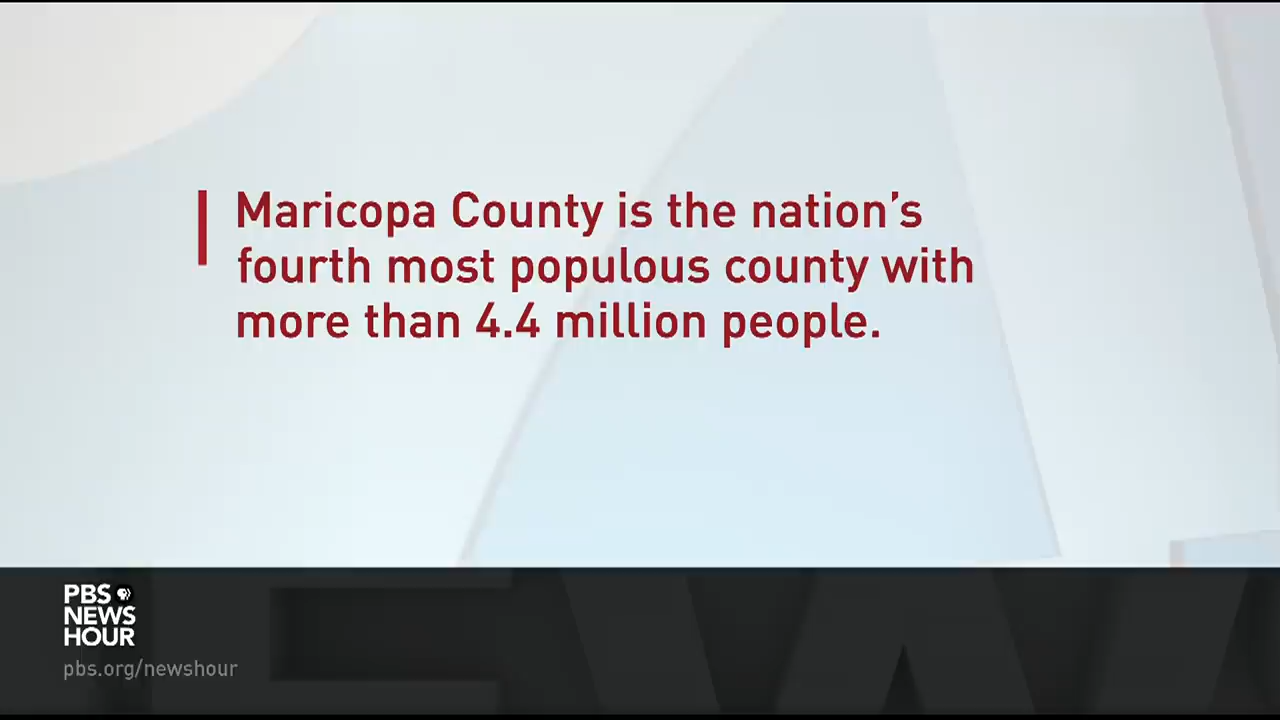 Maricopa County is the nation's
fourth most populous county with
more than 4.4 million people.
PBS
NEWS
HOUR
pbs.org/newshour